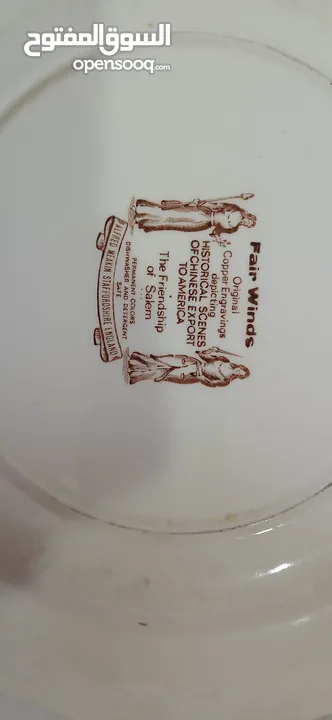 السوق المفتوح
opensooq.com
Fair Winds
Original
Copper Engravings
depicting
HISTORICAL SCENES
OF CHINESE EXPORT
TO AMERICA
The Friendship
of Salem
PERMANENT COLORS
DISHWASHER AND DETERGENT
SAFE
ALFRED MEAKIN STAFFORDSHIRE ENGLAND